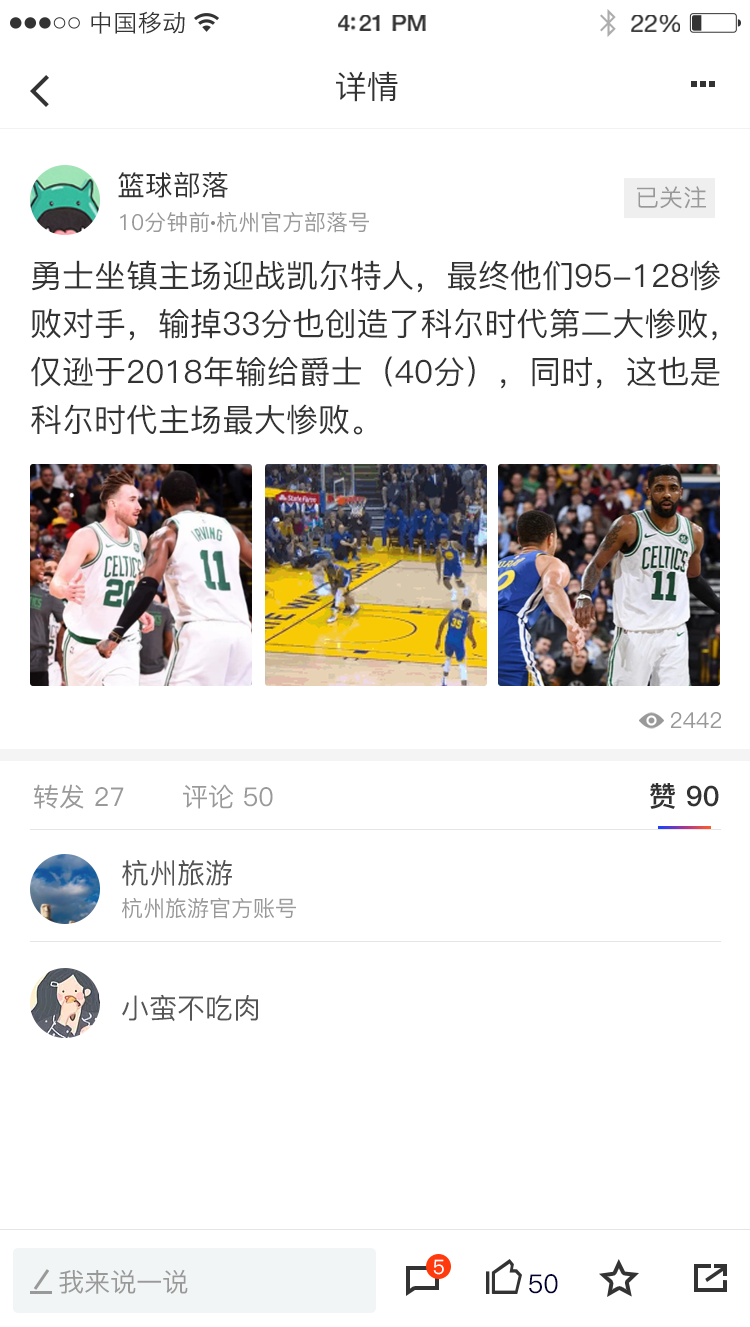 中国移动
4:21 PM
22%
详情
篮球部落
已关注
10分钟前•杭州官方部落号
勇士坐镇主场迎战凯尔特人，最终他们95-128惨
败对手，输掉33分也创造了科尔时代第二大惨败，
仅逊于2018年输给爵士（40分），同时，这也是
科尔时代主场最大惨败。
CELTICS
20
IRVING
11
State Farm
THE WARRIORS
35
CELTICS
11
2442
转发 27
评论 50
赞 90
杭州旅游
杭州旅游官方账号
小蛮不吃肉
我来说一说
5
50